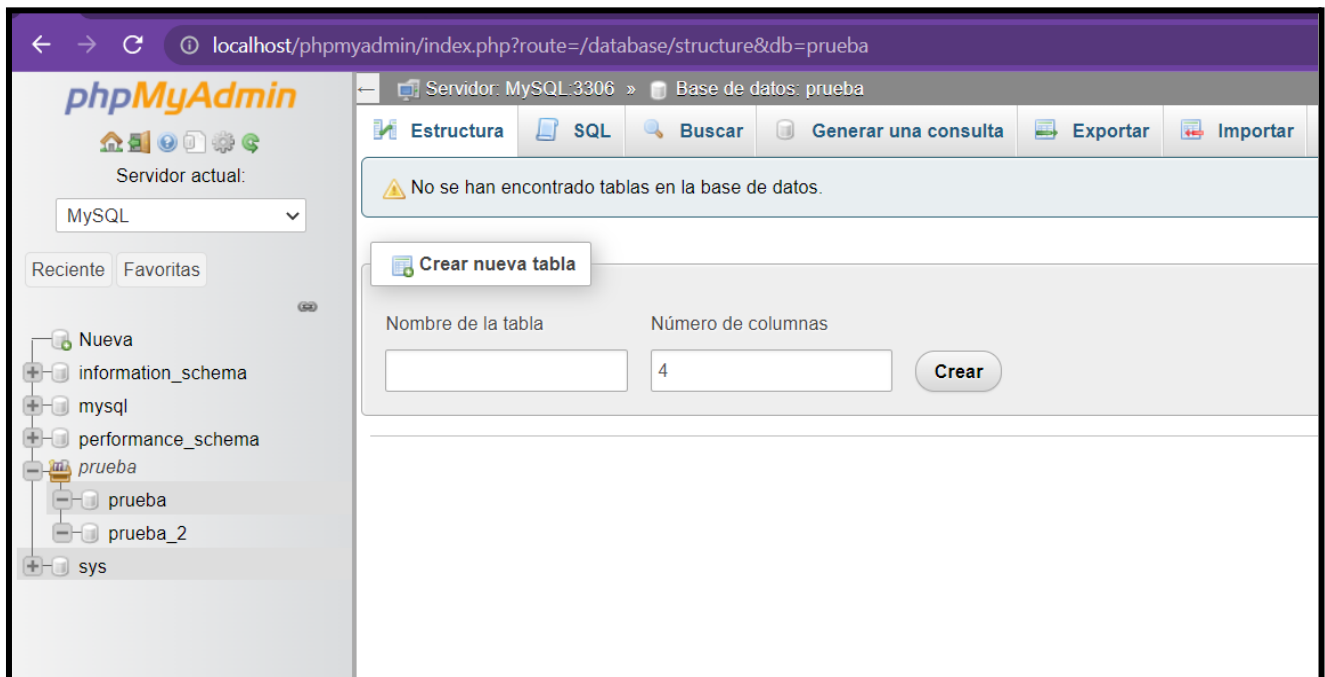 localhost/phpmyadmin/index.php?route=/database/structure&db=prueba
phpMyAdmin
Servidor actual:
MySQL
Reciente Favoritas
Nueva
information_schema
mysql
performance_schema
prueba
prueba
prueba_2
sys
← Servidor: MySQL:3306 » Base de datos: prueba
Estructura SQL Buscar Generar una consulta Exportar Importar
No se han encontrado tablas en la base de datos.
Crear nueva tabla
Nombre de la tabla Número de columnas
4 Crear